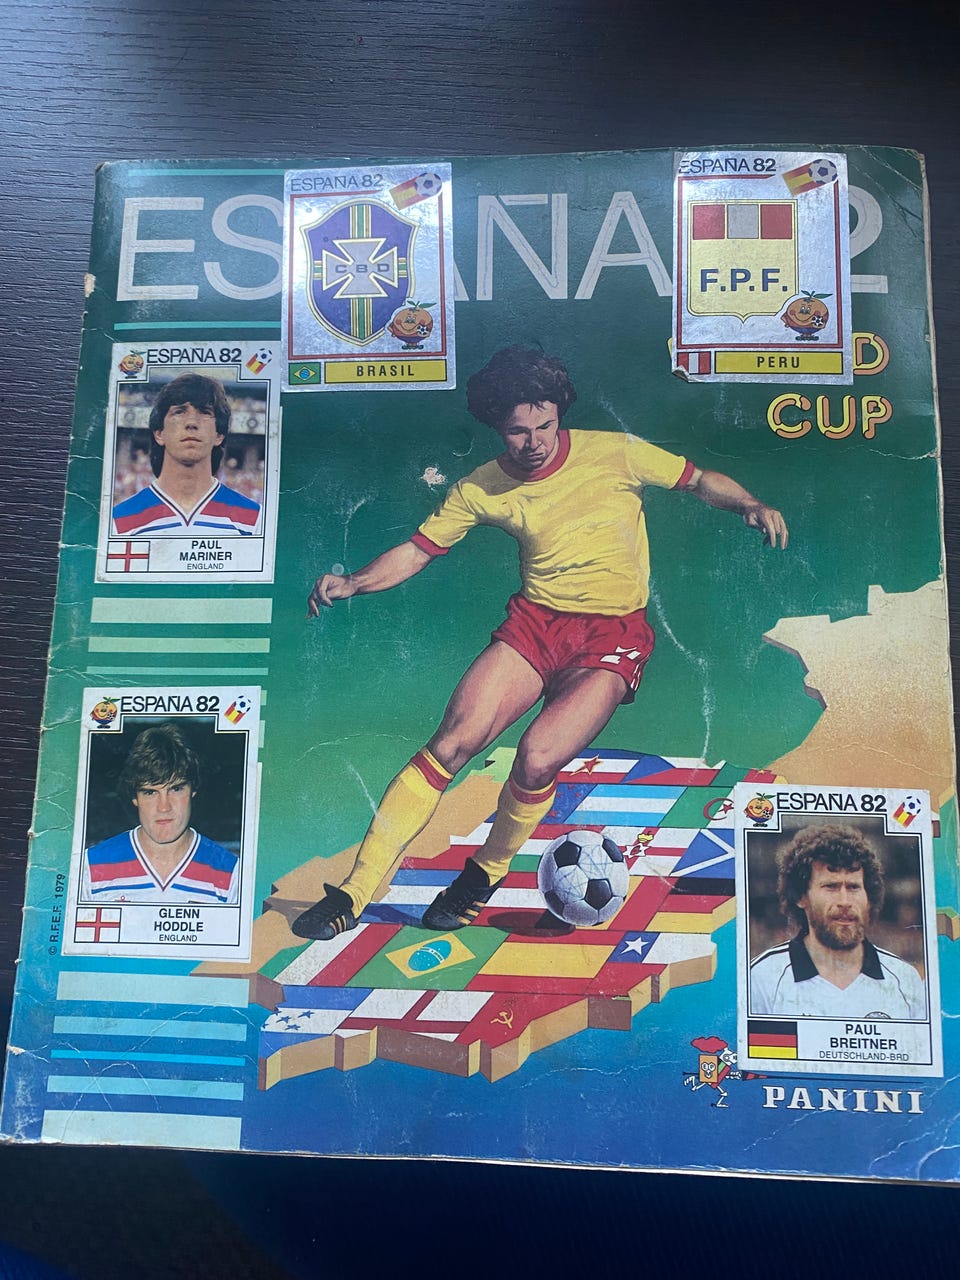 ESPAÑA 82
ESPAÑA 82
CBD
BRASIL
ESPAÑA 82
F.P.F.
PERU
D
CUP
ESPAÑA 82
PAUL
MARINER
ENGLAND
ESPAÑA 82
GLENN
HODDLE
ENGLAND
© R.F.E.F. 1979
ESPAÑA 82
PAUL
BREITNER
DEUTSCHLAND-BRD
PANINI